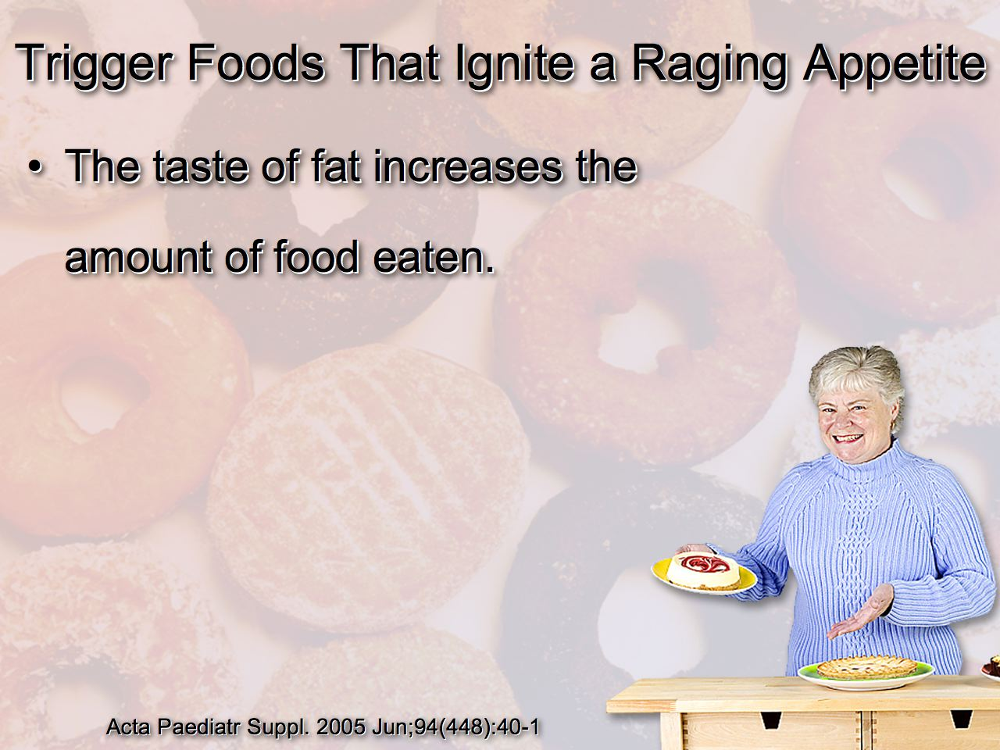 Trigger Foods That Ignite a Raging Appetite
• The taste of fat increases the
amount of food eaten.
Acta Paediatr Suppl. 2005 Jun;94(448):40-1